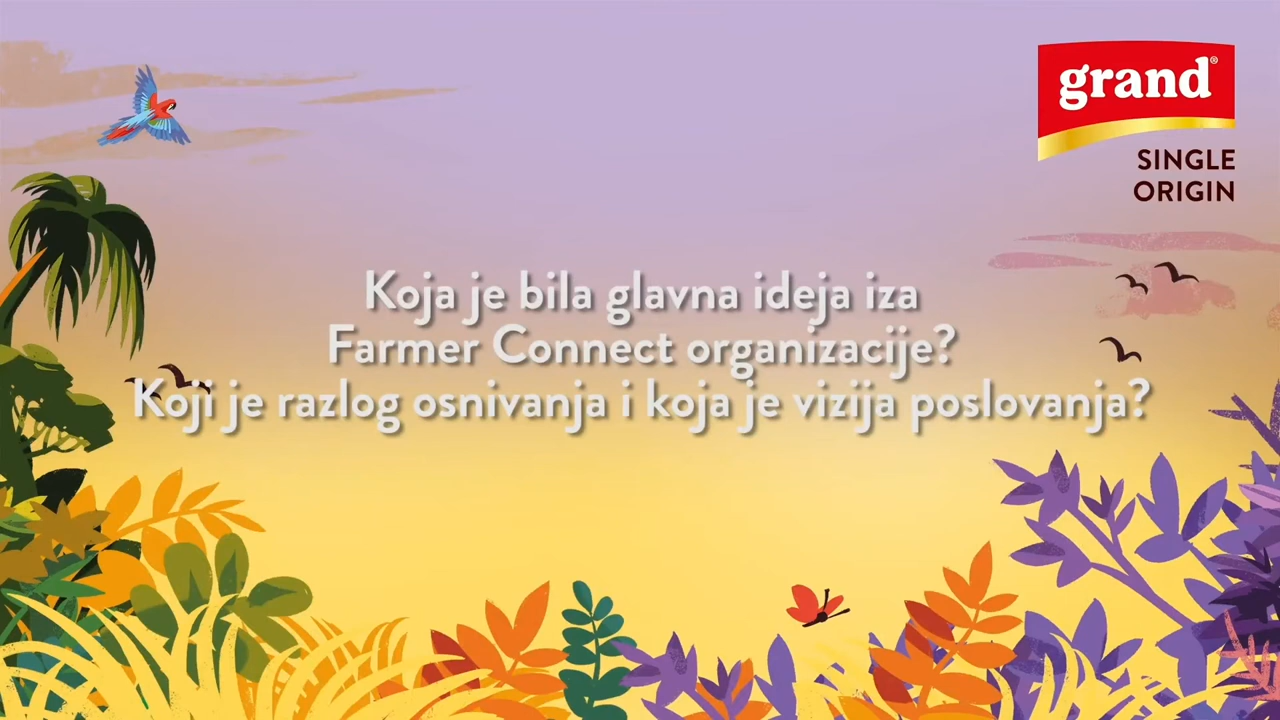 grand®
SINGLE
ORIGIN
Koja je bila glavna ideja iza
Farmer Connect organizacije?
Koji je razlog osnivanja i koja je vizija poslovanja?